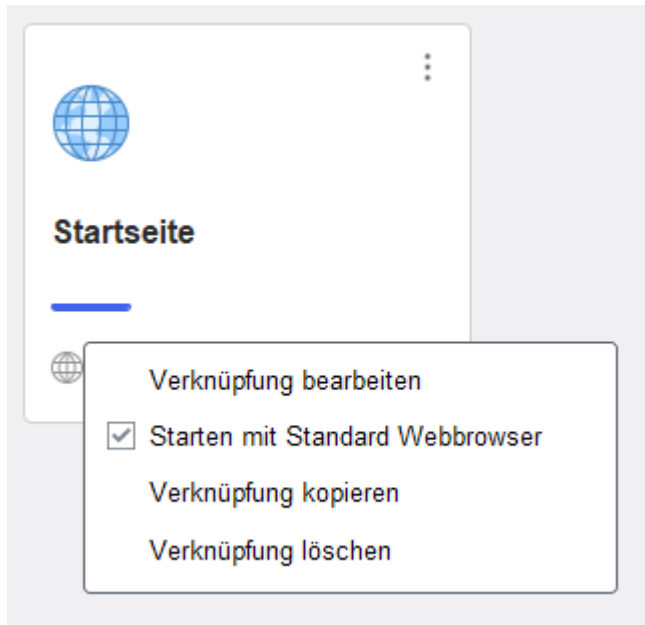 Startseite
Verknüpfung bearbeiten
Starten mit Standard Webbrowser
Verknüpfung kopieren
Verknüpfung löschen